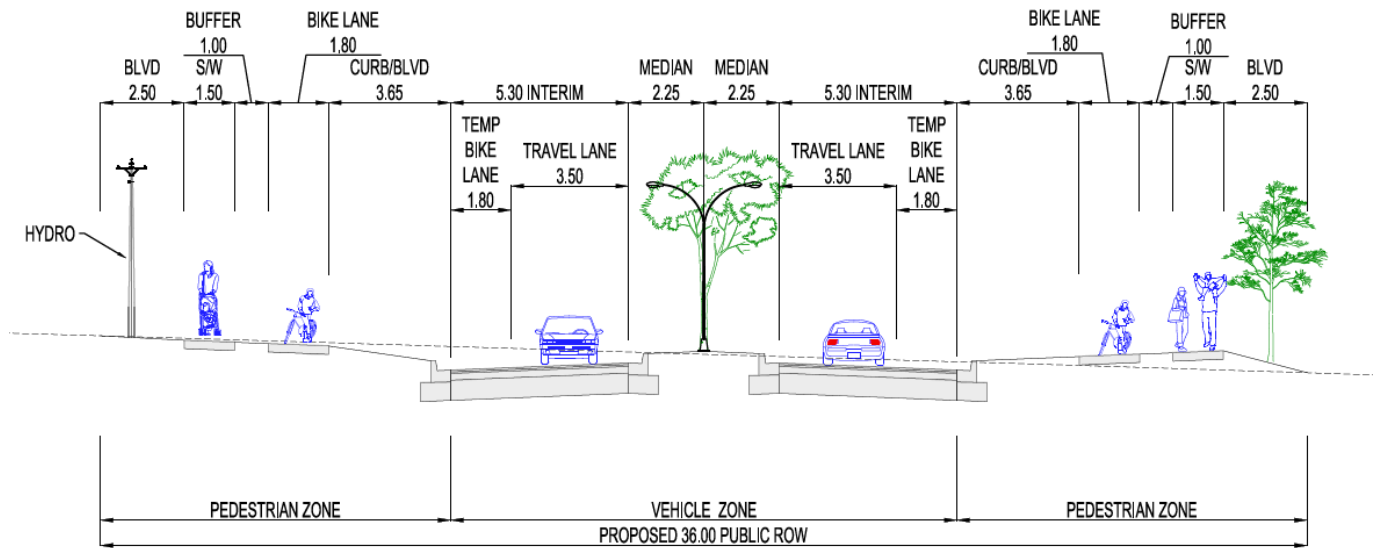 BUFFER
1.00
BIKE LANE
1.80
BLVD
2.50
S/W
1.50
CURB/BLVD
3.65
5.30 INTERIM
MEDIAN
2.25
MEDIAN
2.25
5.30 INTERIM
CURB/BLVD
3.65
BIKE LANE
1.80
BUFFER
1.00
S/W
1.50
BLVD
2.50
TEMP
BIKE
LANE
1.80
TRAVEL LANE
3.50
TRAVEL LANE
3.50
TEMP
BIKE
LANE
1.80
HYDRO
PEDESTRIAN ZONE
VEHICLE ZONE
PEDESTRIAN ZONE
PROPOSED 36.00 PUBLIC ROW